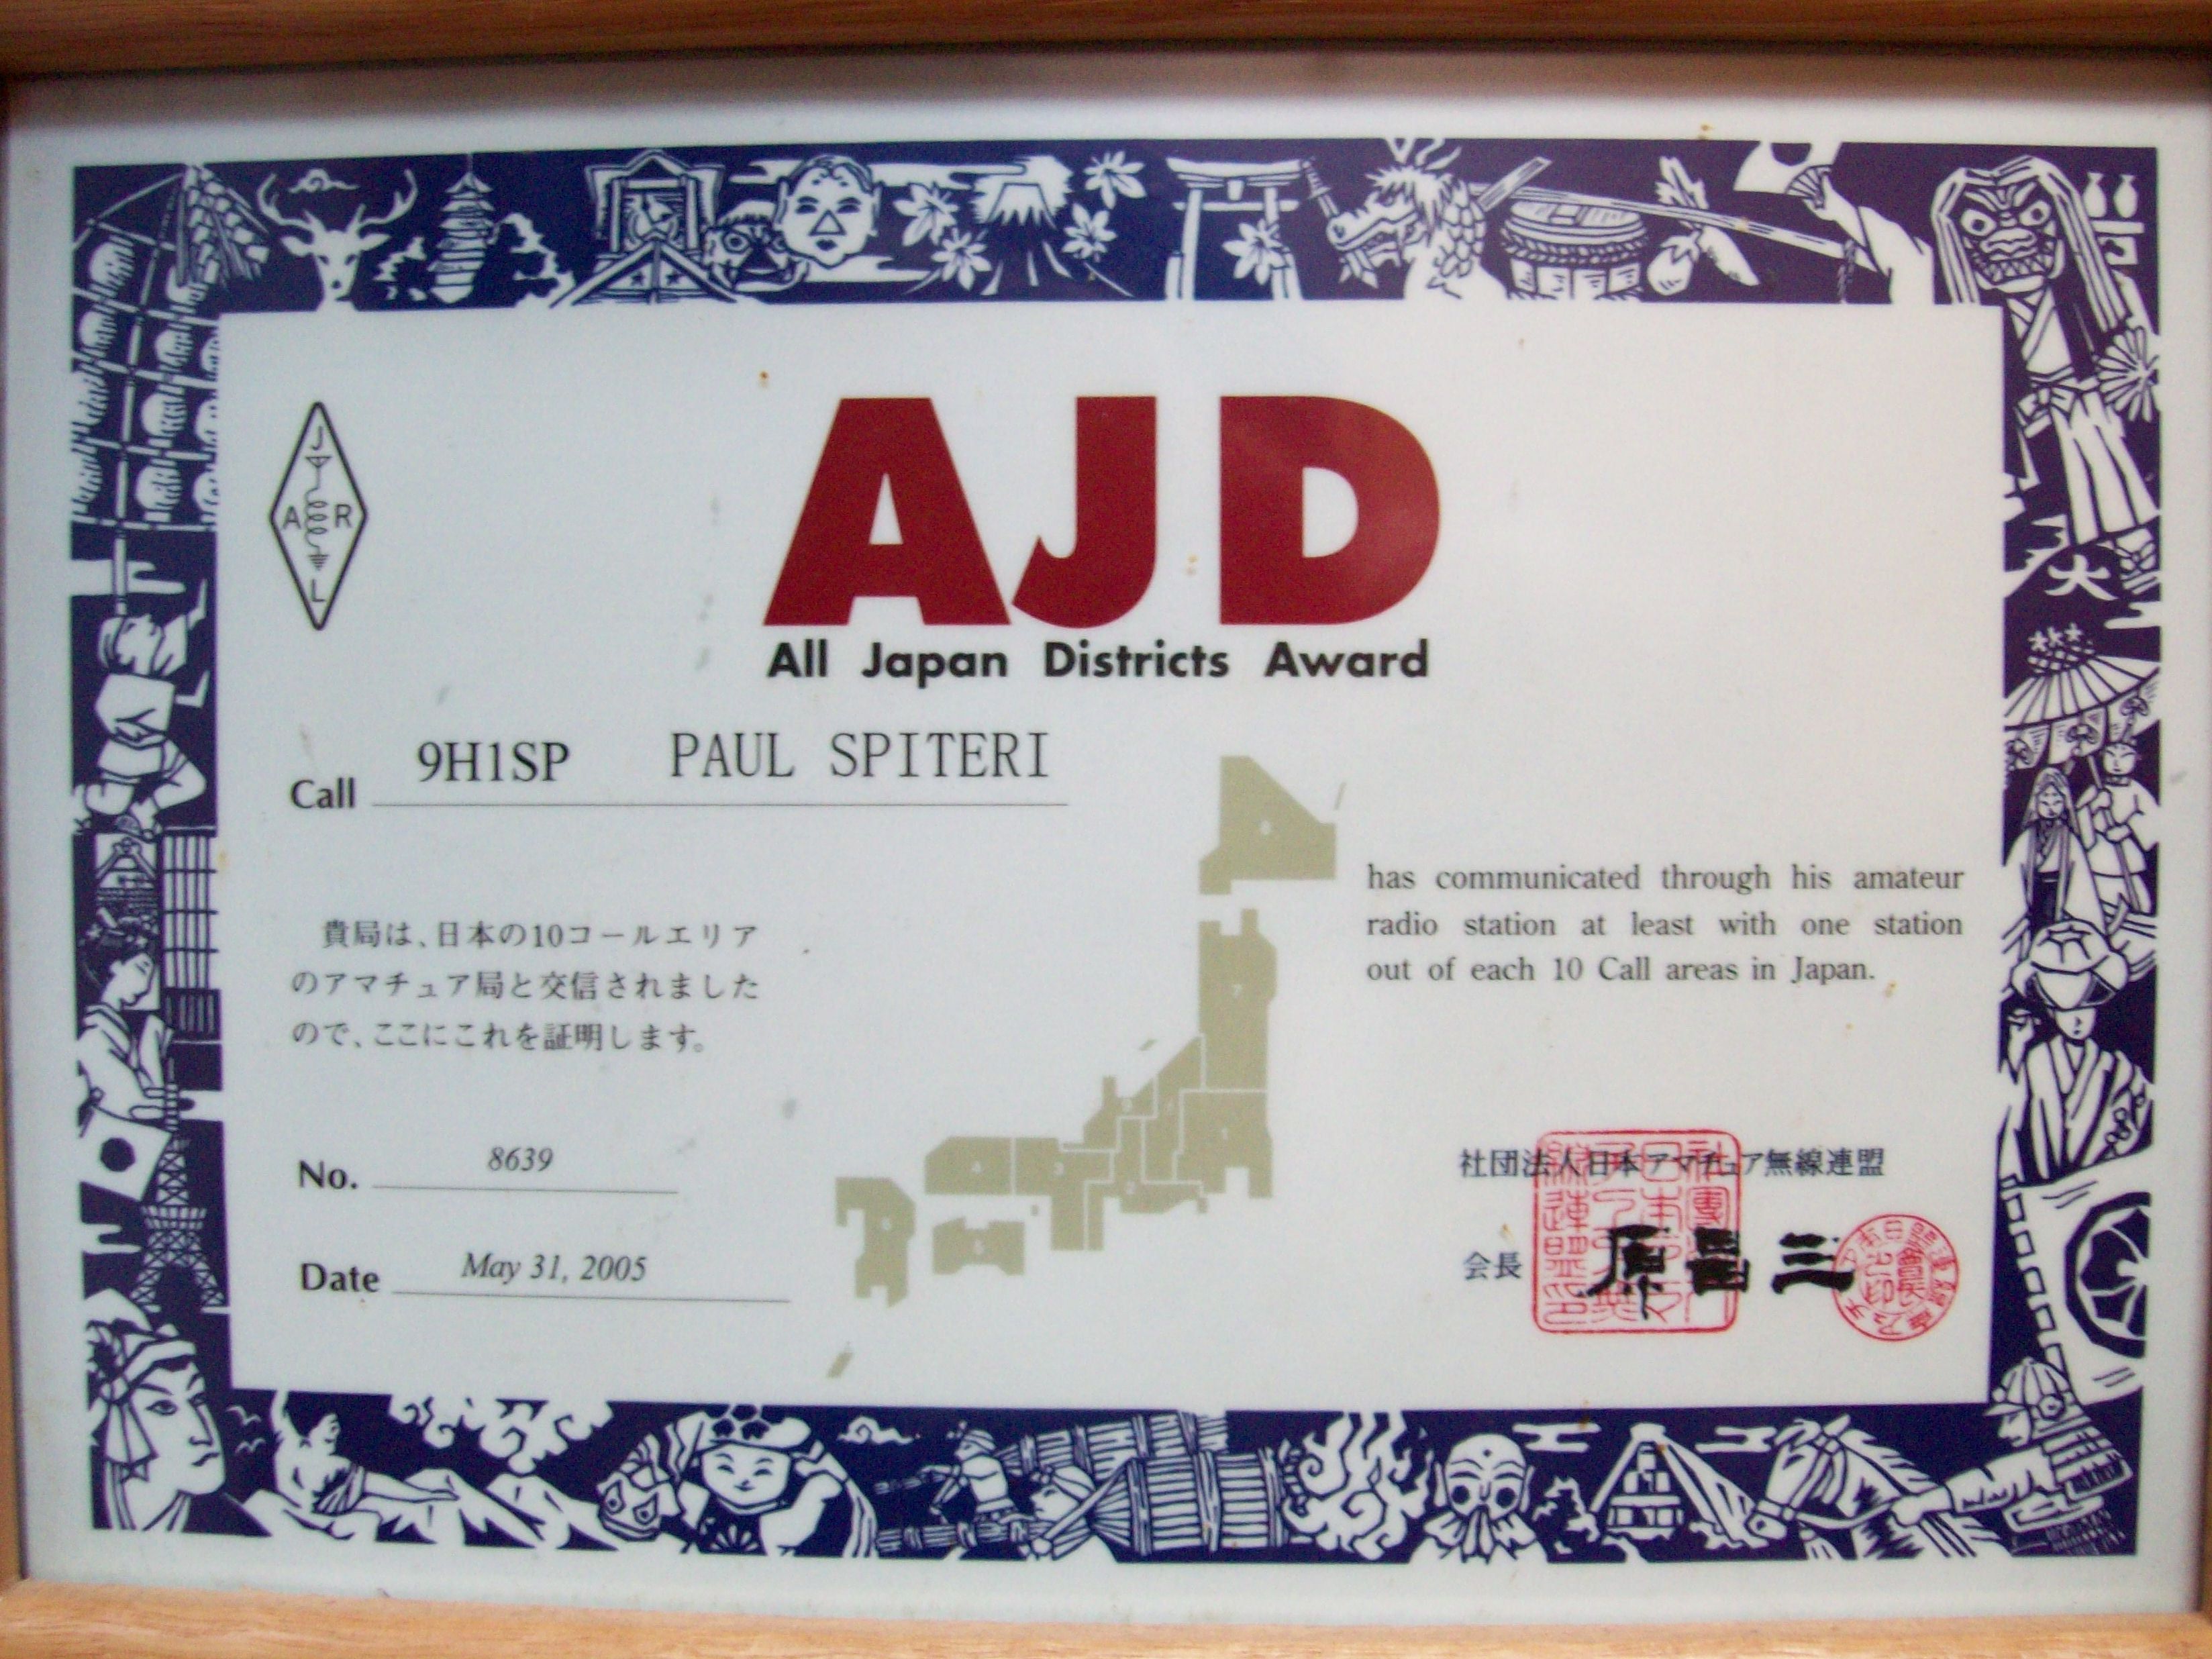 J
A R
L
AJD
All Japan Districts Award
Call 9H1SP PAUL SPITERI
貴局は、日本の10コールエリア
のアマチュア局と交信されました
ので、ここにこれを証明します。
has communicated through his amateur
radio station at least with one station
out of each 10 Call areas in Japan.
No. 8639
Date May 31, 2005
社団法人日本アマチュア無線連盟
会長 原昌三
大